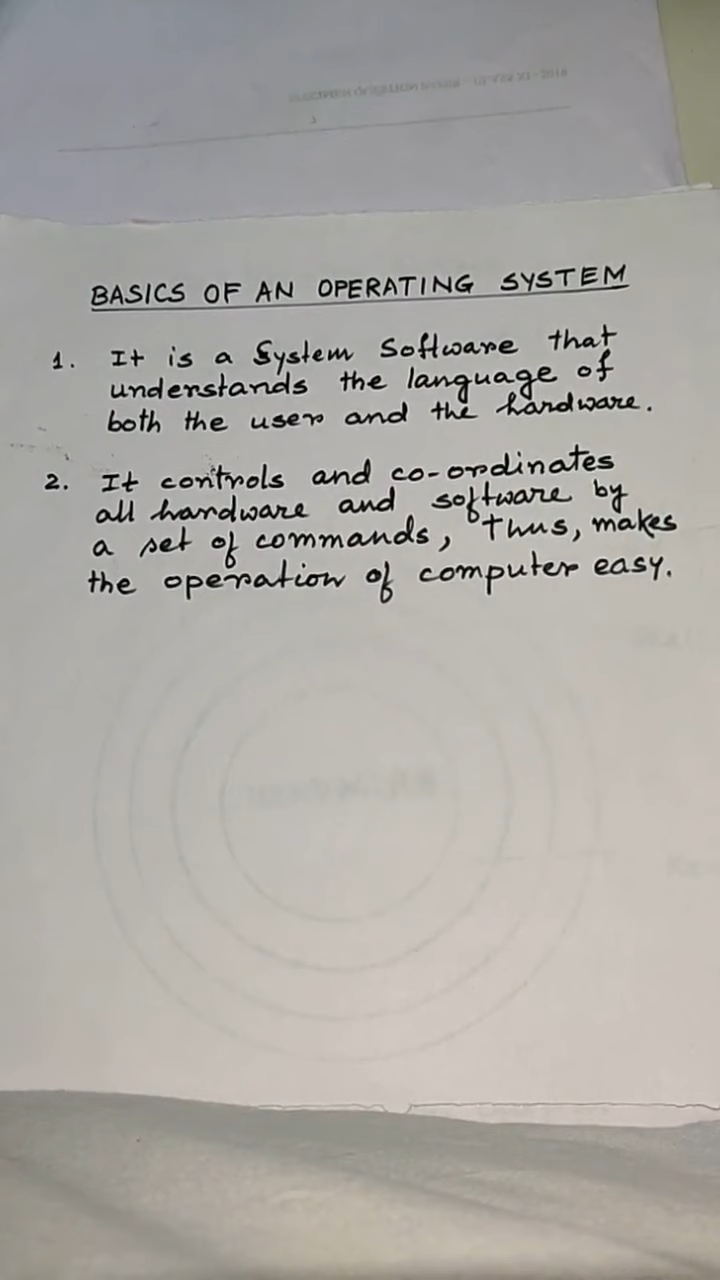 BASICS OF AN OPERATING SYSTEM
1. It is a System Software that
understands the language of
both the user and the hardware.
2. It controls and co-ordinates
all hardware and software by
a set of commands, Thus, makes
the operation of computer easy.